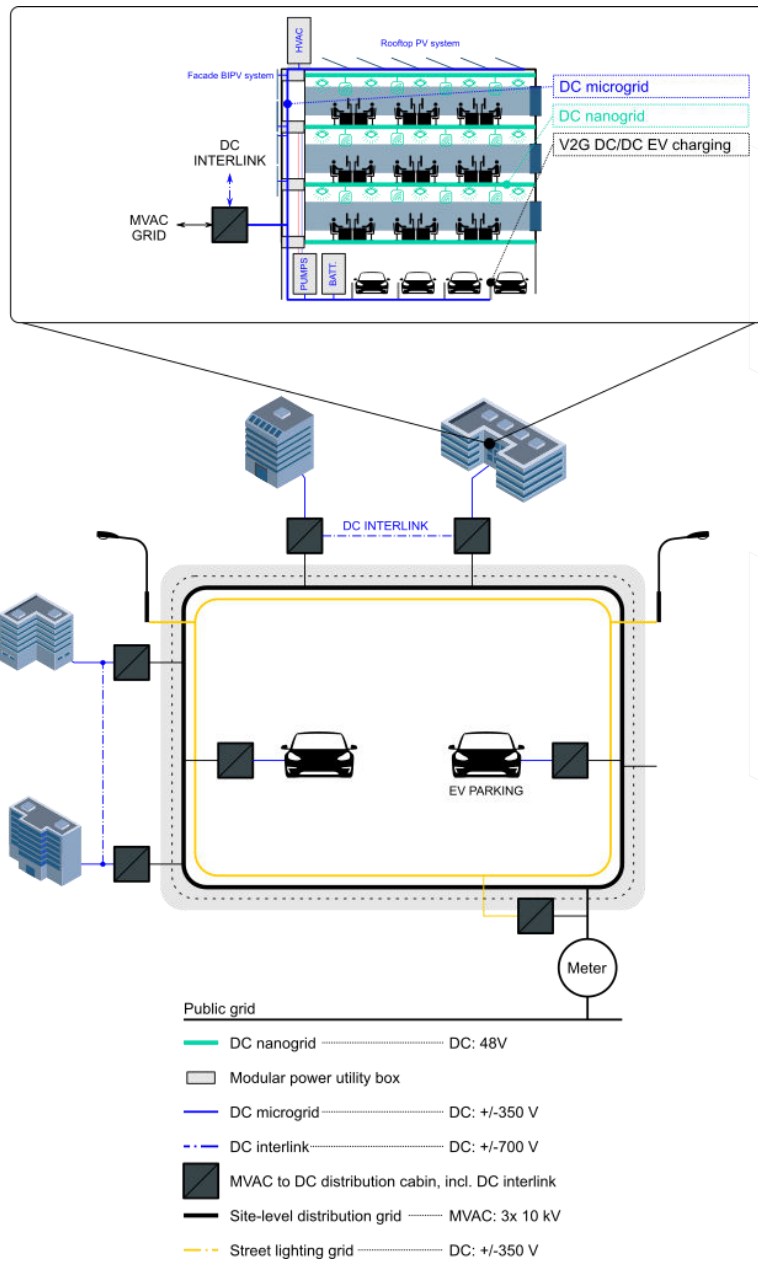 Rooftop PV system
HVAC
Facade BIPV system
DC microgrid
DC nanogrid
V2G DC/DC EV charging
DC
INTERLINK
MVAC
GRID
PUMPS
BATT.
DC INTERLINK
EV PARKING
Meter
Public grid
DC nanogrid DC: 48V
Modular power utility box
DC microgrid DC: +/-350 V
DC interlink DC: +/-700 V
MVAC to DC distribution cabin, incl. DC interlink
Site-level distribution grid MVAC: 3x 10 kV
Street lighting grid DC: +/-350 V